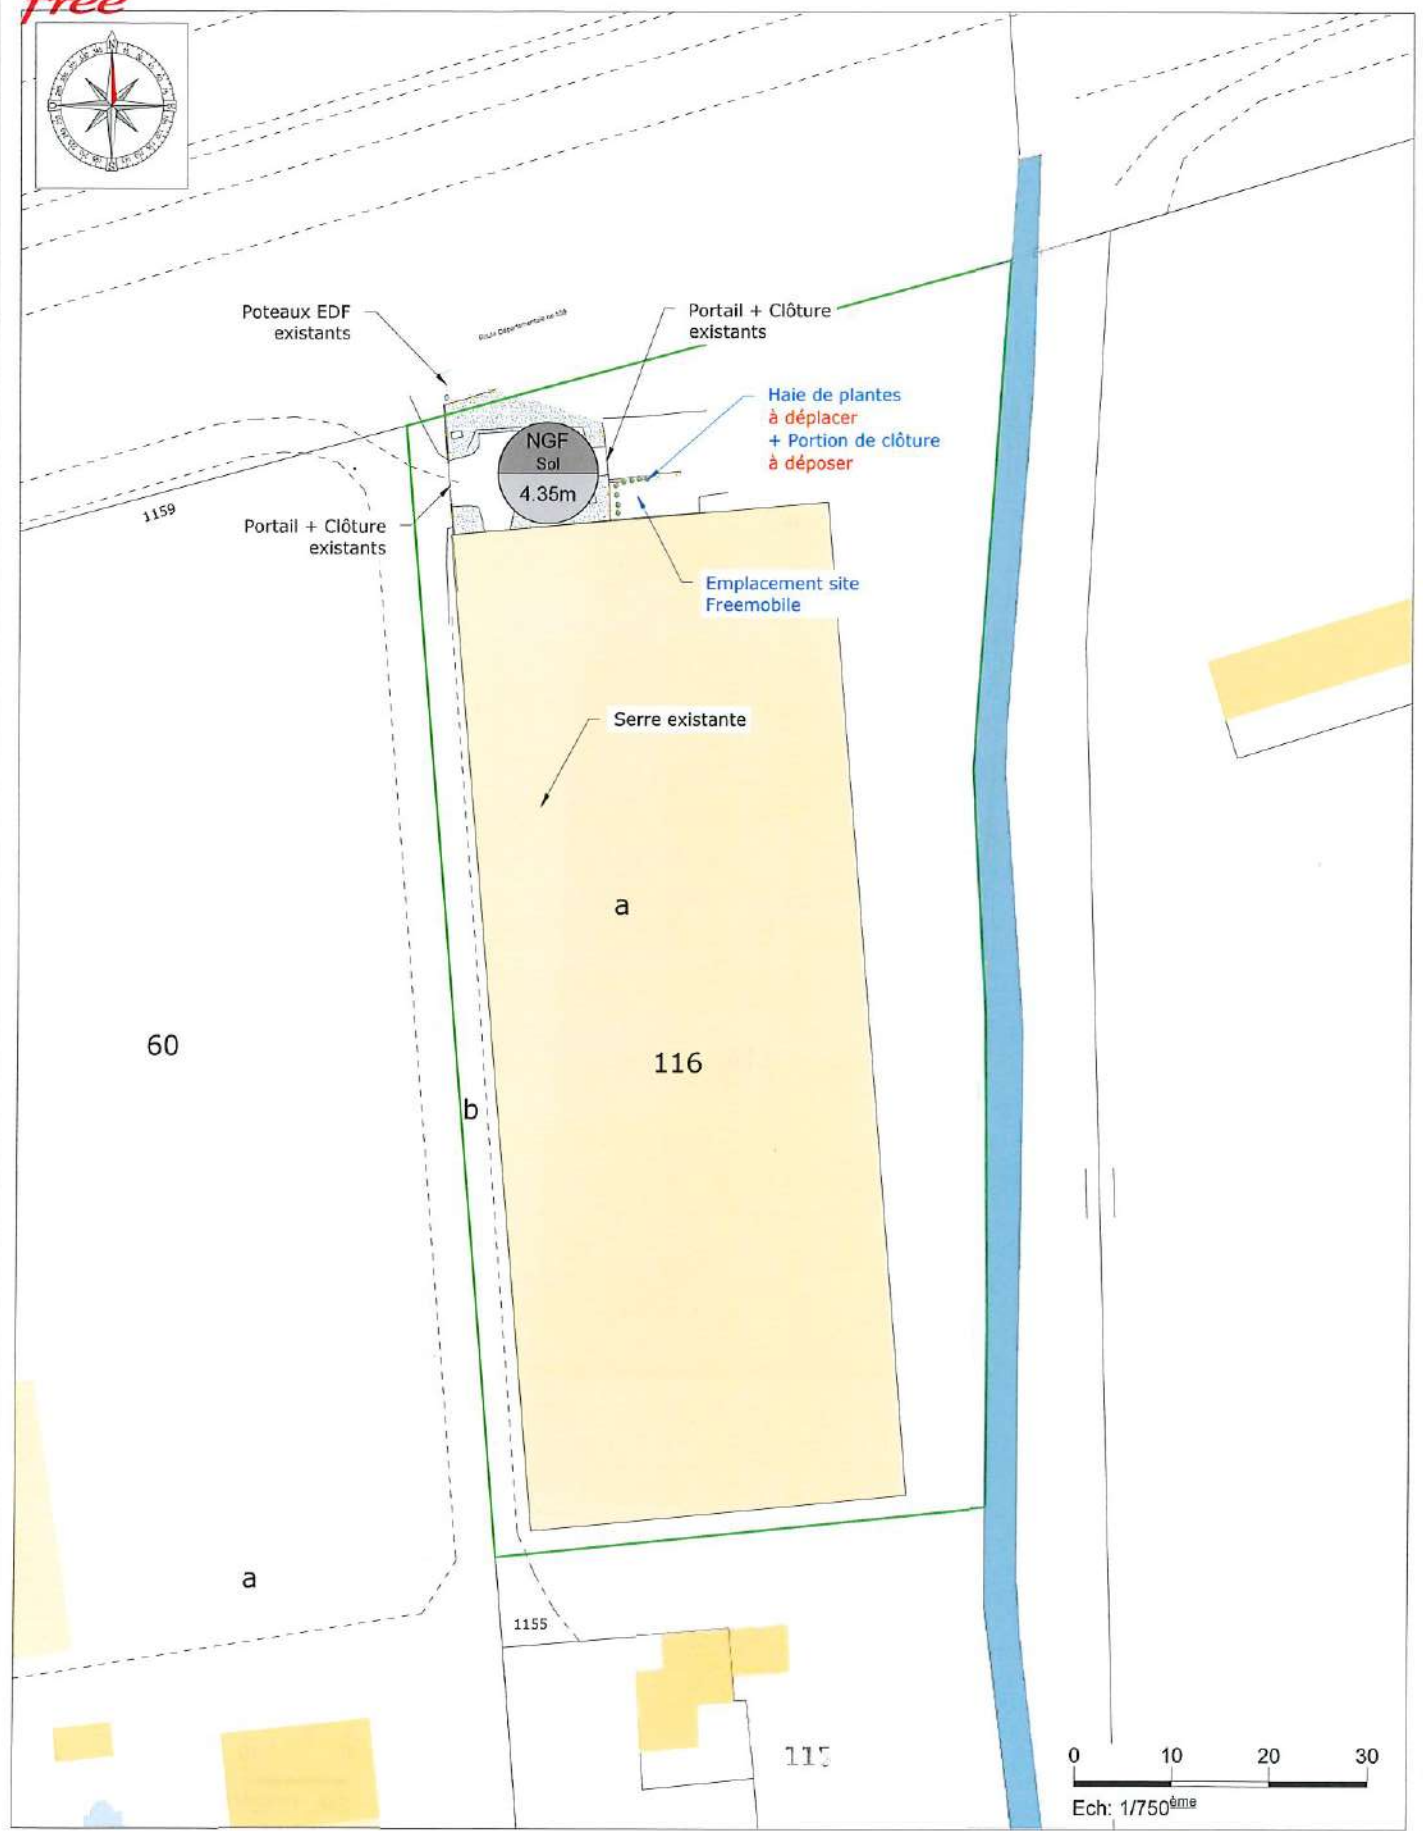 free
N
S
Poteaux EDF
existants
Portail + Clôture
existants
Haie de plantes
à déplacer
+ Portion de clôture
à déposer
NGF
Sol
4.35m
1159
Portail + Clôture
existants
Emplacement site
Freemobile
Serre existante
a
60
116
b
a
1155
0 10 20 30
Ech: 1/750ème